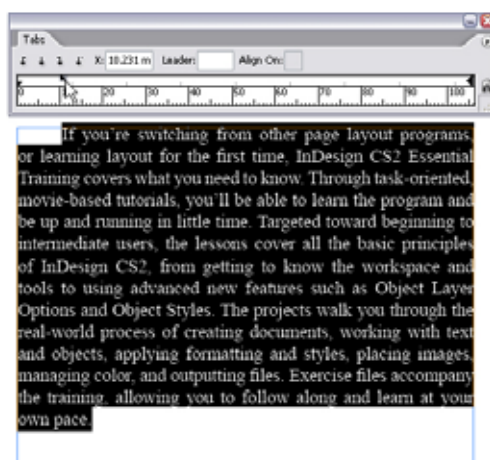 Tabs
X: 10.231 m Leader: Align On:
0 10 20 30 40 50 60 70 80 90 100
If you're switching from other page layout programs,
or learning layout for the first time, InDesign CS2 Essential
Training covers what you need to know. Through task-oriented,
movie-based tutorials, you'll be able to learn the program and
be up and running in little time. Targeted toward beginning to
intermediate users, the lessons cover all the basic principles
of InDesign CS2, from getting to know the workspace and
tools to using advanced new features such as Object Layer
Options and Object Styles. The projects walk you through the
real-world process of creating documents, working with text
and objects, applying formatting and styles, placing images,
managing color, and outputting files. Exercise files accompany
the training, allowing you to follow along and learn at your
own pace.